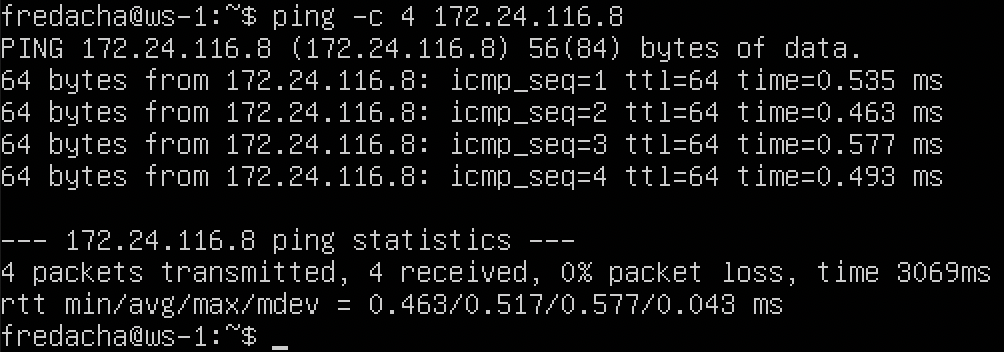 fredacha@ws-1:~$ ping -c 4 172.24.116.8
PING 172.24.116.8 (172.24.116.8) 56(84) bytes of data.
64 bytes from 172.24.116.8: icmp_seq=1 ttl=64 time=0.535 ms
64 bytes from 172.24.116.8: icmp_seq=2 ttl=64 time=0.463 ms
64 bytes from 172.24.116.8: icmp_seq=3 ttl=64 time=0.577 ms
64 bytes from 172.24.116.8: icmp_seq=4 ttl=64 time=0.493 ms
--- 172.24.116.8 ping statistics ---
4 packets transmitted, 4 received, 0% packet loss, time 3069ms
rtt min/avg/max/mdev = 0.463/0.517/0.577/0.043 ms
fredacha@ws-1:~$ _